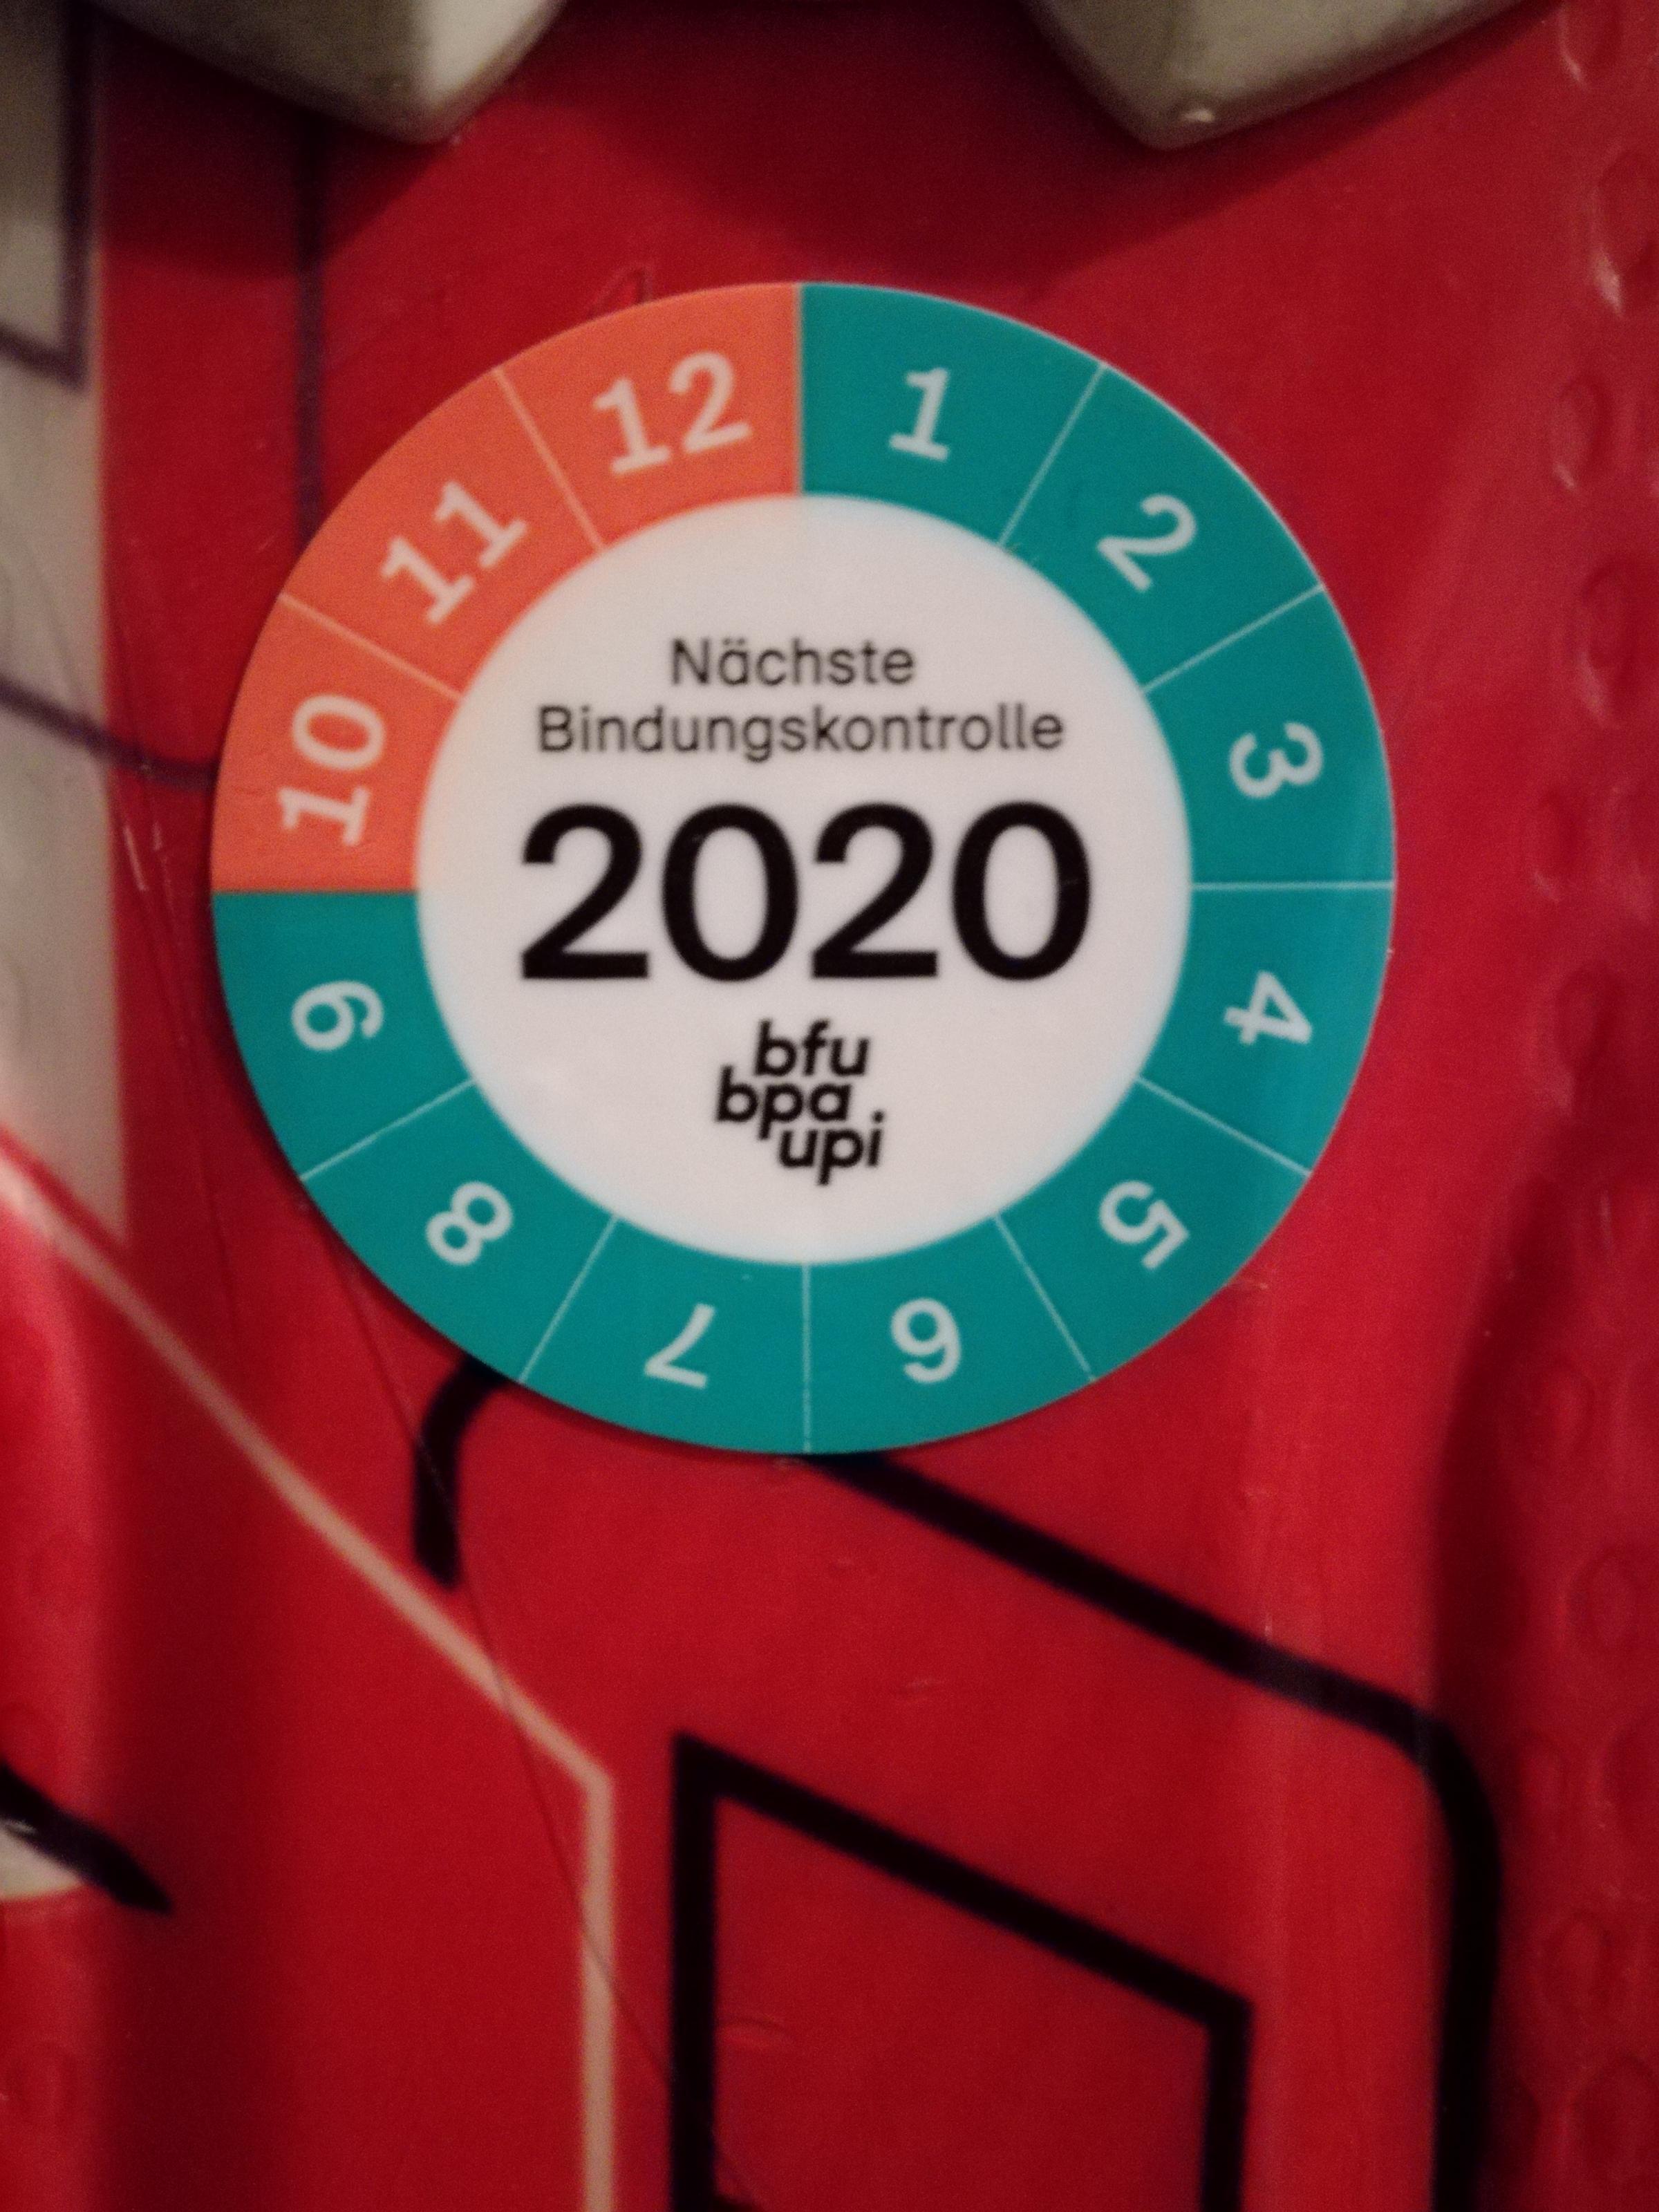 12
1
11
2
10
3
Nächste
Bindungskontrolle
2020
bfu
bpa
upi
9
4
8
5
7
6